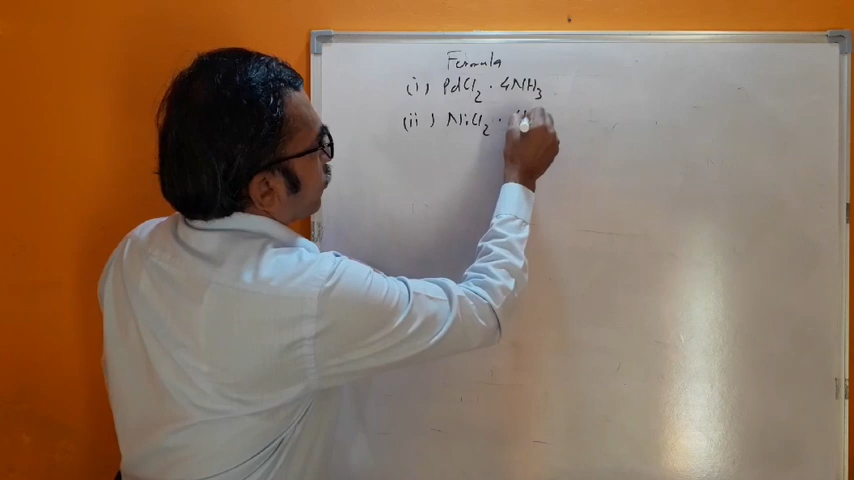 Formula
(i) PdCl₂ · 4NH₃
(ii) NiCl₂ ·